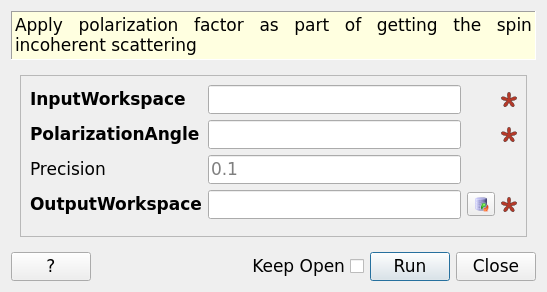 Apply polarization factor as part of getting the spin
incoherent scattering
InputWorkspace
PolarizationAngle
Precision 0.1
OutputWorkspace
? Keep Open Run Close